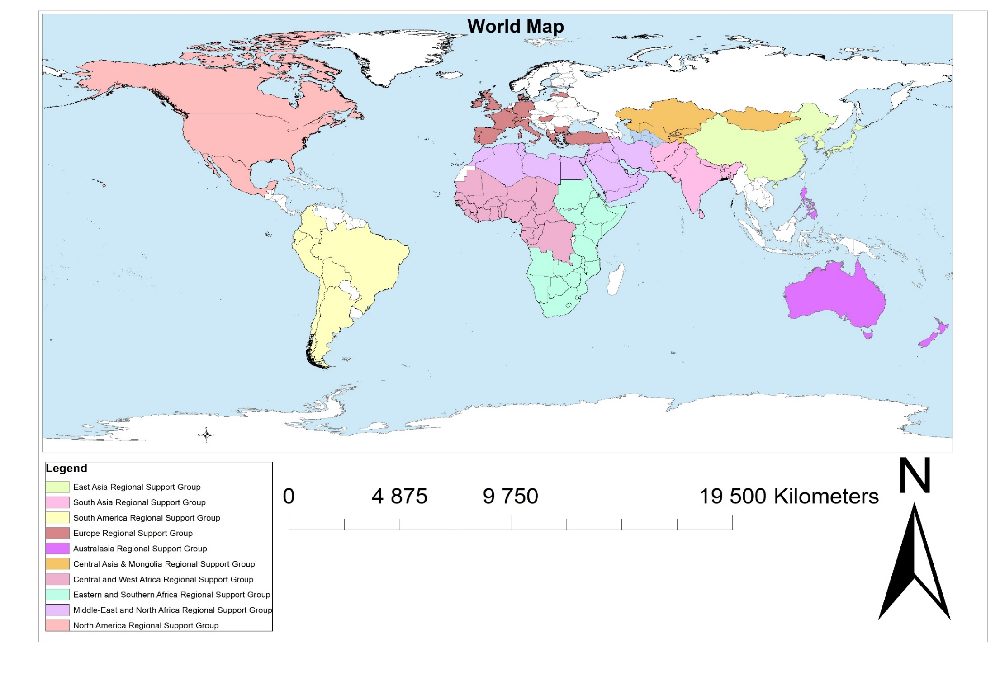 World Map
N
W E
S
Legend
East Asia Regional Support Group
South Asia Regional Support Group
South America Regional Support Group
Europe Regional Support Group
Australasia Regional Support Group
Central Asia & Mongolia Regional Support Group
Central and West Africa Regional Support Group
Eastern and Southern Africa Regional Support Group
Middle-East and North Africa Regional Support Group
North America Regional Support Group
0 4 875 9 750 19 500 Kilometers
N